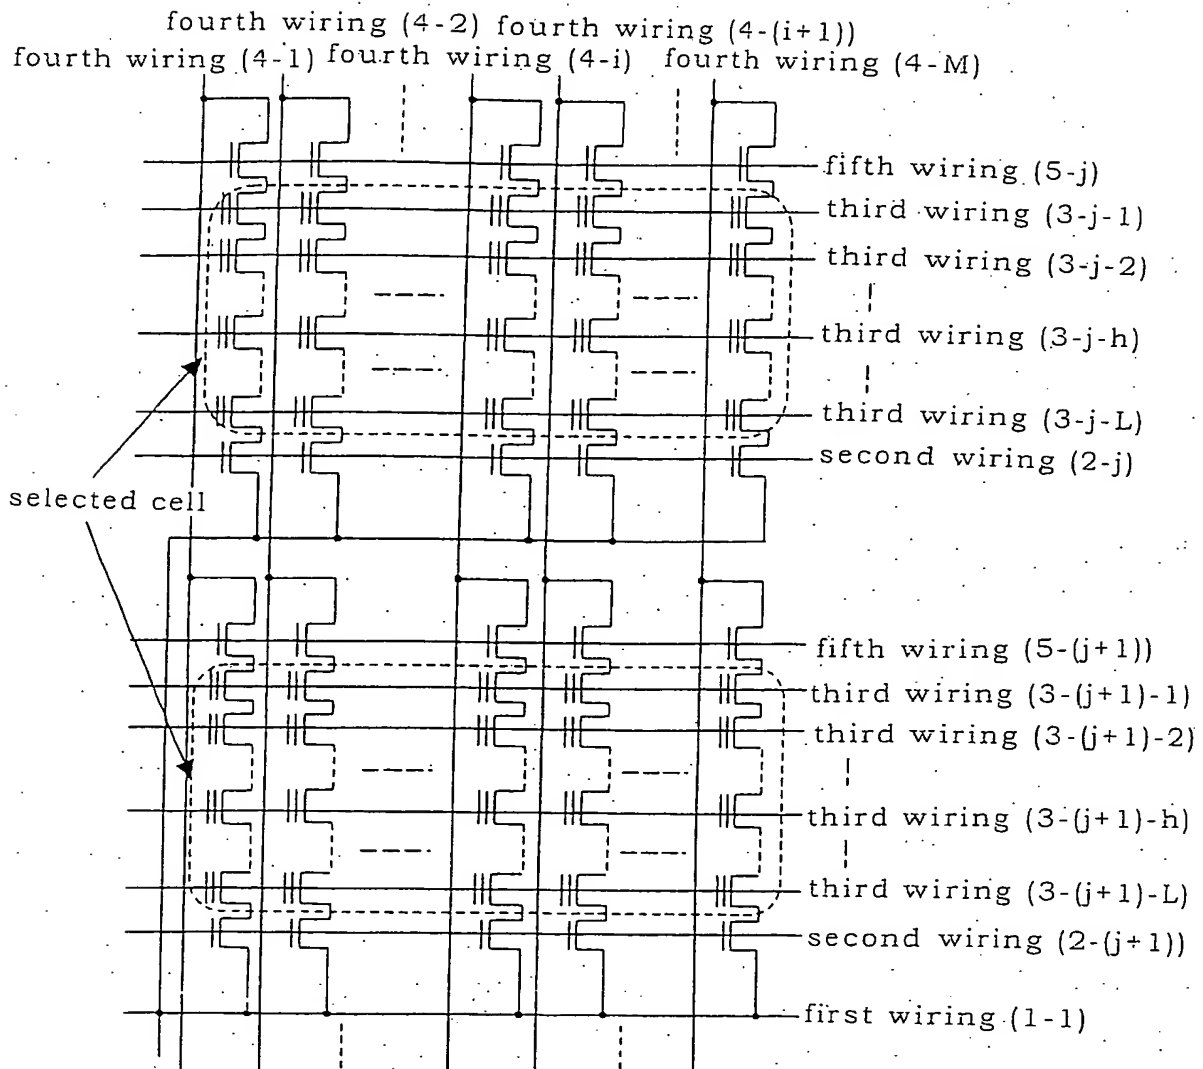 fourth wiring (4-2) fourth wiring (4-(i+1))
fourth wiring (4-1) fourth wiring (4-i) fourth wiring (4-M)
fifth wiring (5-j)
third wiring (3-j-1)
third wiring (3-j-2)
third wiring (3-j-h)
third wiring (3-j-L)
second wiring (2-j)
selected cell
fifth wiring (5-(j+1))
third wiring (3-(j+1)-1)
third wiring (3-(j+1)-2)
third wiring (3-(j+1)-h)
third wiring (3-(j+1)-L)
second wiring (2-(j+1))
first wiring (1-1)